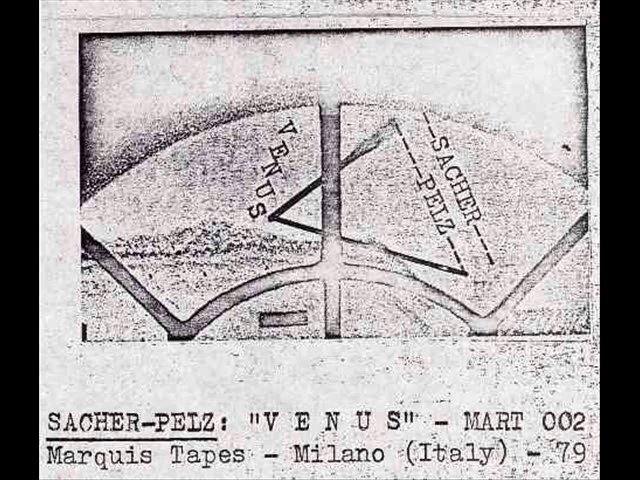 VENUS
----SACHER----
----PELZ----
SACHER-PELZ: "V E N U S" - MART 002
Marquis Tapes - Milano (Italy) - 79